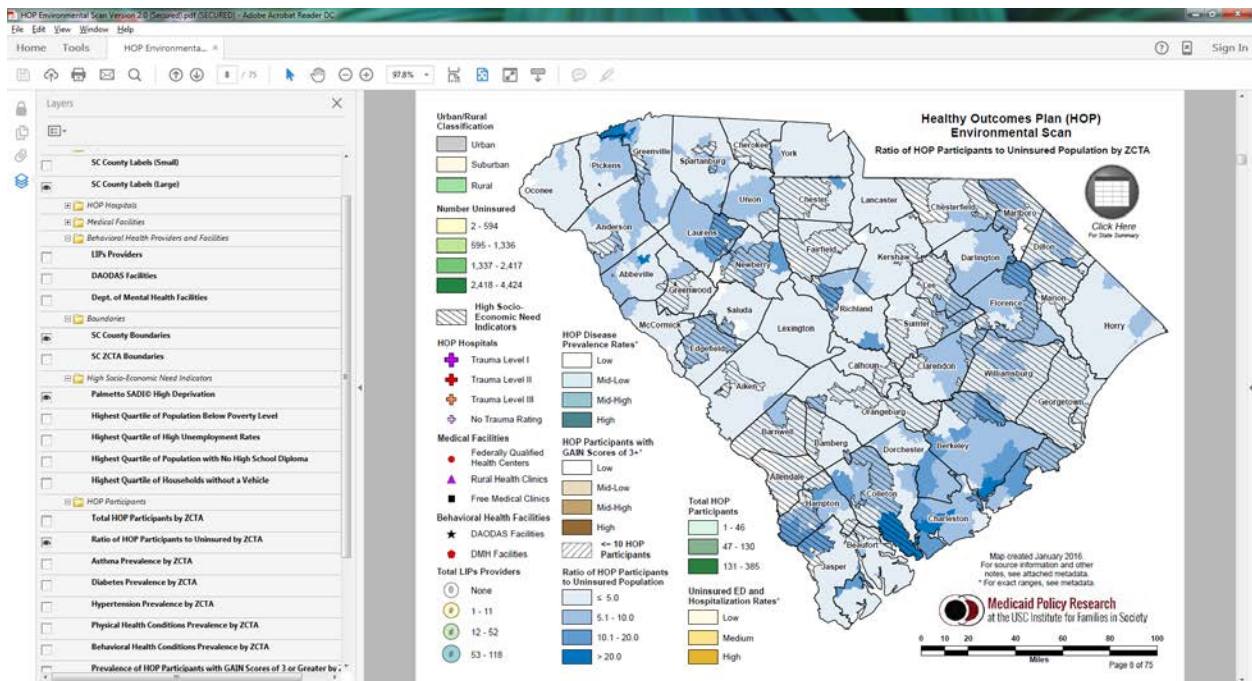 HOP Environmental Scan Version 2.0 (Secured).pdf (SECURED) - Adobe Acrobat Reader DC
File Edit View Window Help
Home Tools HOP Environmenta... × Sign In
8 / 75 97.8%
Layers
SC County Labels (Small)
SC County Labels (Large)
HOP Hospitals
Medical Facilities
Behavioral Health Providers and Facilities
LIPs Providers
DAODAS Facilities
Dept. of Mental Health Facilities
Boundaries
SC County Boundaries
SC ZCTA Boundaries
High Socio-Economic Need Indicators
Palmetto SADI© High Deprivation
Highest Quartile of Population Below Poverty Level
Highest Quartile of High Unemployment Rates
Highest Quartile of Population with No High School Diploma
Highest Quartile of Households without a Vehicle
HOP Participants
Total HOP Participants by ZCTA
Ratio of HOP Participants to Uninsured by ZCTA
Asthma Prevalence by ZCTA
Diabetes Prevalence by ZCTA
Hypertension Prevalence by ZCTA
Physical Health Conditions Prevalence by ZCTA
Behavioral Health Conditions Prevalence by ZCTA
Prevalence of HOP Participants with GAIN Scores of 3 or Greater by
Healthy Outcomes Plan (HOP)
Environmental Scan
Ratio of HOP Participants to Uninsured Population by ZCTA
Click Here
For State Summary
Urban/Rural
Classification
Urban
Suburban
Rural
Number Uninsured
2 - 594
595 - 1,336
1,337 - 2,417
2,418 - 4,424
High Socio-
Economic Need
Indicators
HOP Hospitals
Trauma Level I
Trauma Level II
Trauma Level III
No Trauma Rating
Medical Facilities
Federally Qualified
Health Centers
Rural Health Clinics
Free Medical Clinics
Behavioral Health Facilities
DAODAS Facilities
DMH Facilities
Total LIPs Providers
0 None
# 1 - 11
# 12 - 52
# 53 - 118
HOP Disease
Prevalence Rates*
Low
Mid-Low
Mid-High
High
HOP Participants with
GAIN Scores of 3+*
Low
Mid-Low
Mid-High
High
<= 10 HOP
Participants
Ratio of HOP Participants
to Uninsured Population
≤ 5.0
5.1 - 10.0
10.1 - 20.0
> 20.0
Total HOP
Participants
1 - 46
47 - 130
131 - 385
Uninsured ED and
Hospitalization Rates*
Low
Medium
High
Oconee
Pickens
Greenville
Spartanburg
Cherokee
York
Union
Chester
Lancaster
Chesterfield
Marlboro
Anderson
Laurens
Fairfield
Kershaw
Darlington
Dillon
Abbeville
Newberry
Greenwood
Lee
Florence
Marion
Horry
McCormick
Saluda
Richland
Sumter
Lexington
Edgefield
Calhoun
Clarendon
Williamsburg
Georgetown
Aiken
Orangeburg
Barnwell
Bamberg
Dorchester
Berkeley
Allendale
Hampton
Colleton
Charleston
Beaufort
Jasper
Map created January 2016.
For source information and other
notes, see attached metadata.
* For exact ranges, see metadata.
Medicaid Policy Research
at the USC Institute for Families in Society
0 10 20 40 60 80 100
Miles
Page 8 of 75